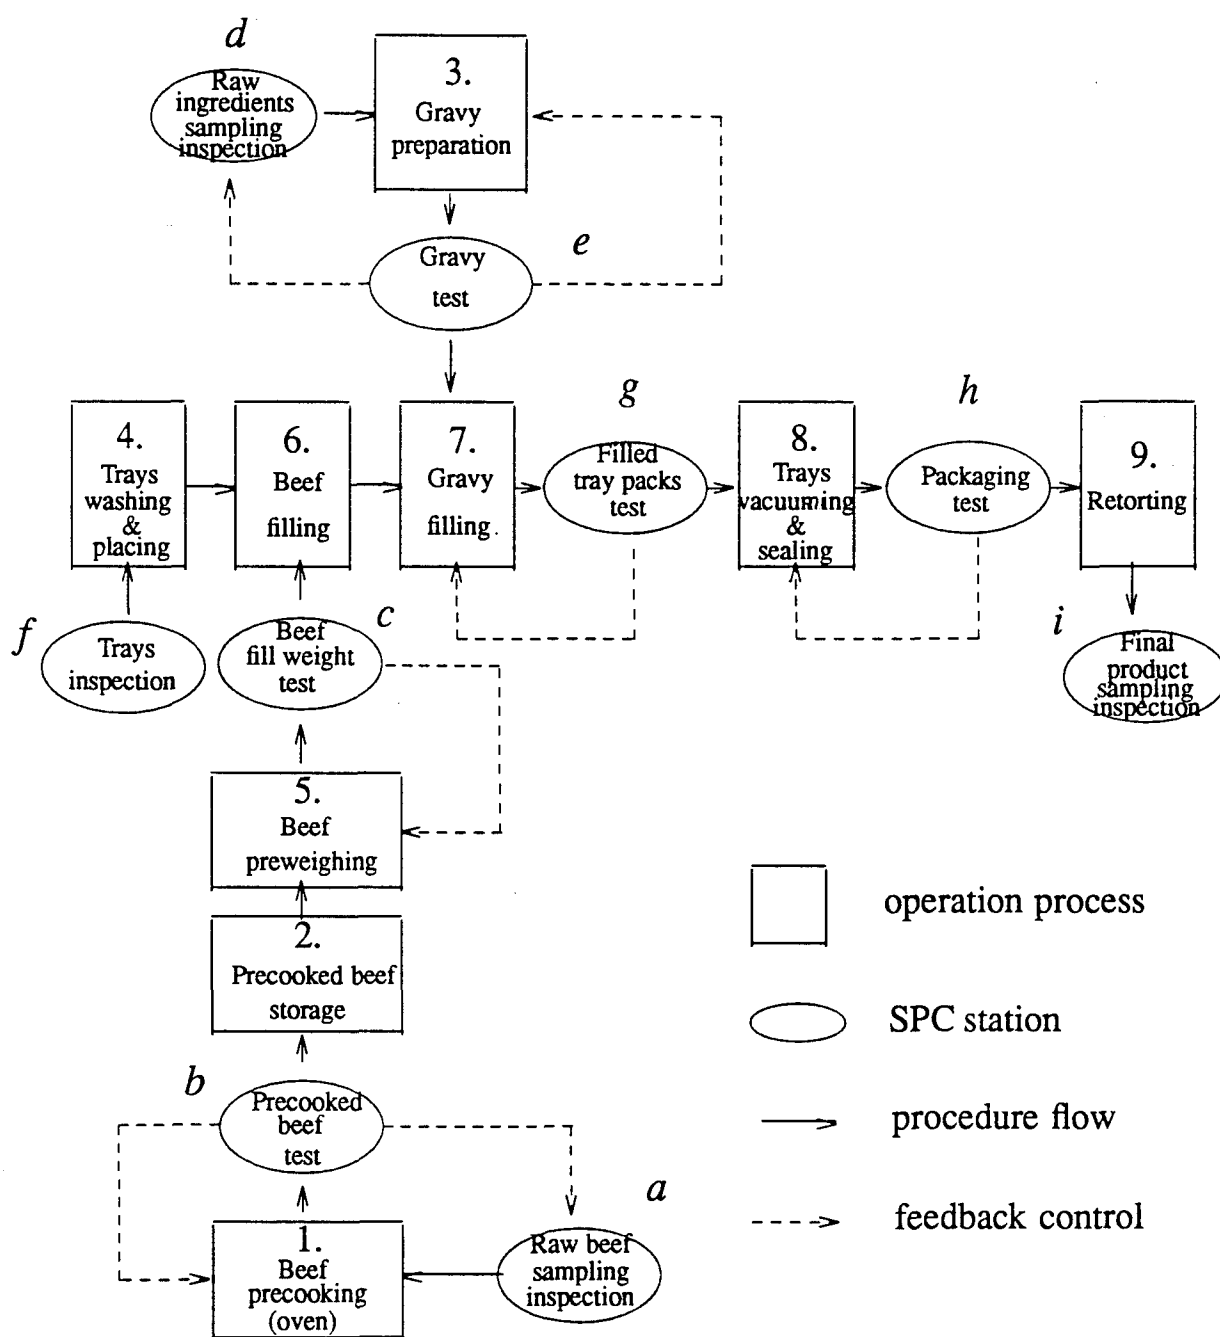 d
Raw
ingredients
sampling
inspection
3.
Gravy
preparation
Gravy
test
e
4.
Trays
washing
&
placing
6.
Beef
filling
7.
Gravy
filling
g
Filled
tray packs
test
8.
Trays
vacuuming
&
sealing
h
Packaging
test
9.
Retorting
f
Trays
inspection
c
Beef
fill weight
test
i
Final
product
sampling
inspection
5.
Beef
preweighing
2.
Precooked beef
storage
b
Precooked
beef
test
a
1.
Beef
precooking
(oven)
Raw beef
sampling
inspection
operation process
SPC station
procedure flow
feedback control